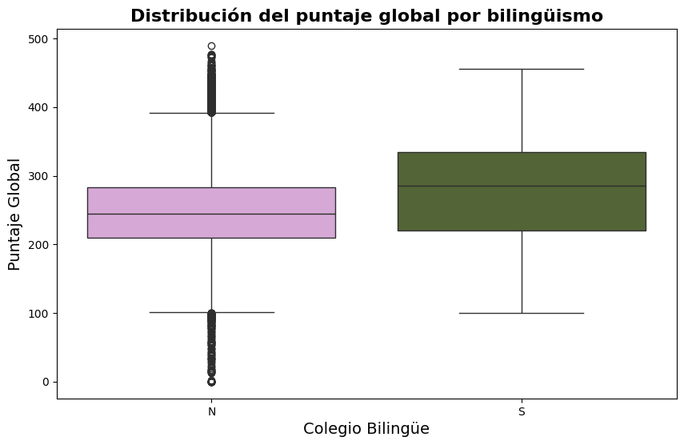 Distribución del puntaje global por bilingüismo
Puntaje Global
500
400
300
200
100
0
N
S
Colegio Bilingüe